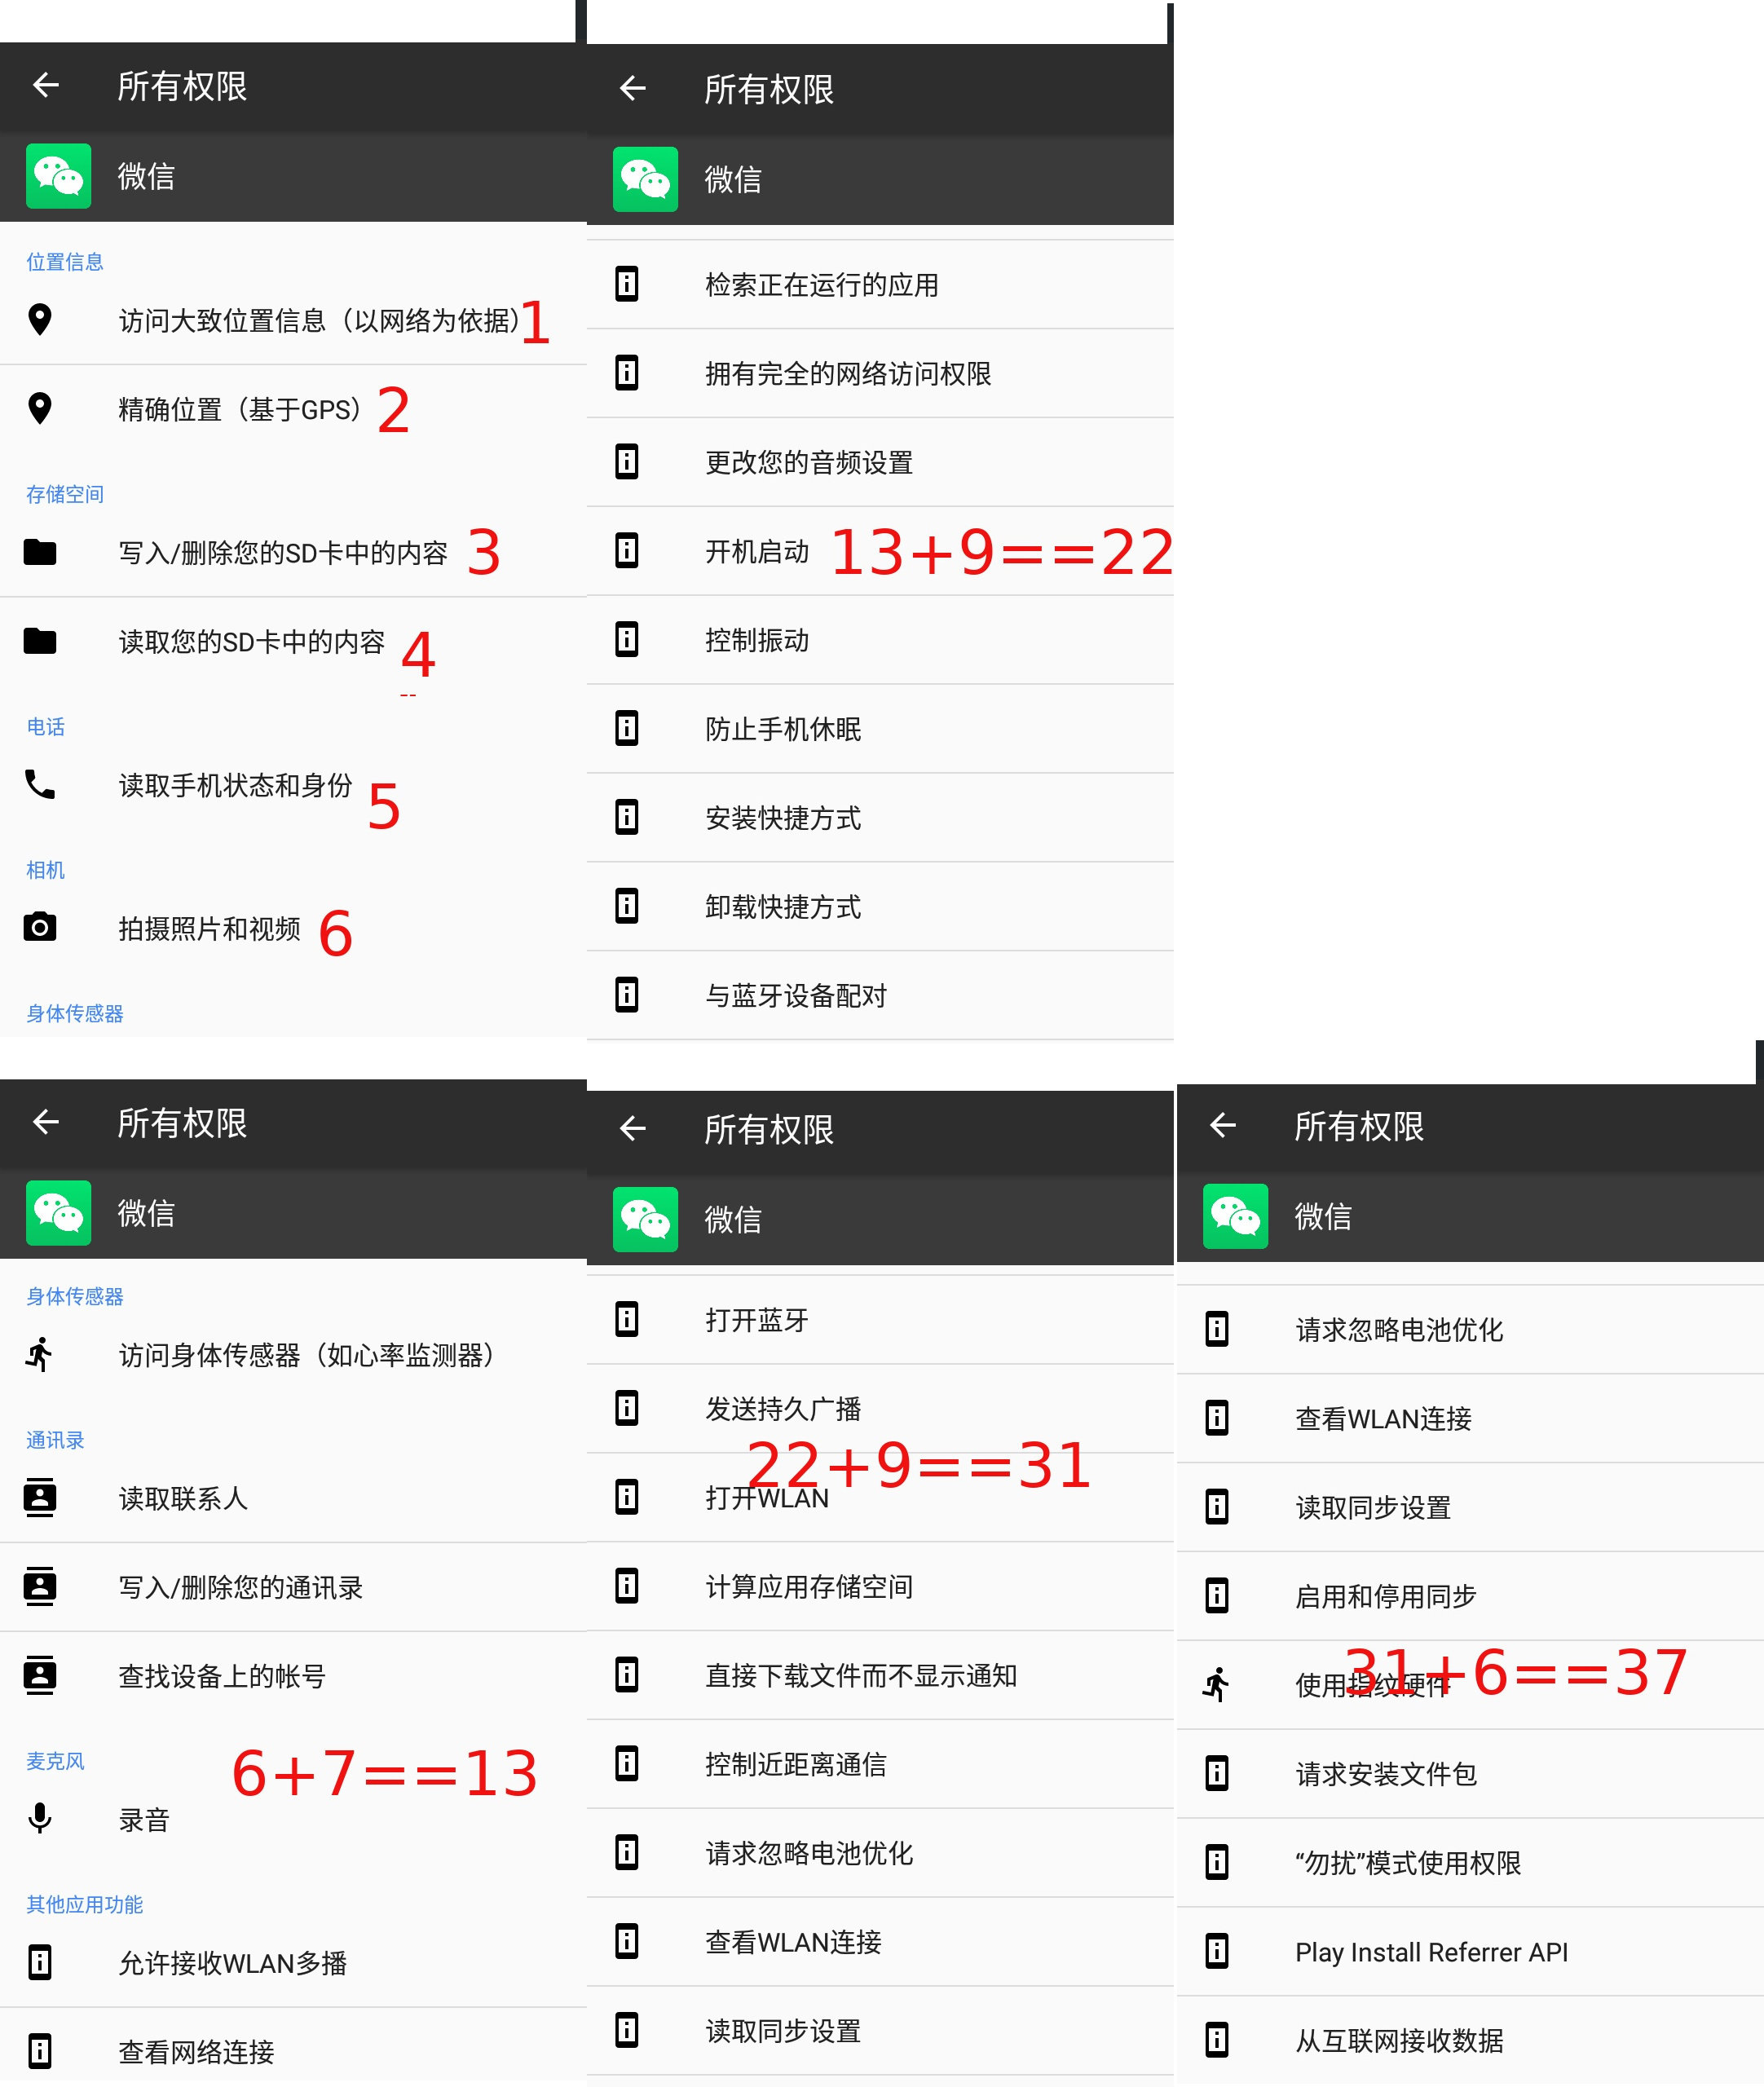 所有权限
微信
位置信息
访问大致位置信息（以网络为依据）1
精确位置（基于GPS）2
存储空间
写入/删除您的SD卡中的内容 3
读取您的SD卡中的内容 4
--
电话
读取手机状态和身份 5
相机
拍摄照片和视频 6
身体传感器
所有权限
微信
检索正在运行的应用
拥有完全的网络访问权限
更改您的音频设置
开机启动 13+9==22
控制振动
防止手机休眠
安装快捷方式
卸载快捷方式
与蓝牙设备配对
所有权限
微信
身体传感器
访问身体传感器（如心率监测器）
通讯录
读取联系人
写入/删除您的通讯录
查找设备上的帐号
麦克风
6+7==13
录音
其他应用功能
允许接收WLAN多播
查看网络连接
所有权限
微信
打开蓝牙
发送持久广播
22+9==31
打开WLAN
计算应用存储空间
直接下载文件而不显示通知
控制近距离通信
请求忽略电池优化
查看WLAN连接
读取同步设置
所有权限
微信
请求忽略电池优化
查看WLAN连接
读取同步设置
启用和停用同步
31+6==37
使用指纹硬件
请求安装文件包
“勿扰”模式使用权限
Play Install Referrer API
从互联网接收数据